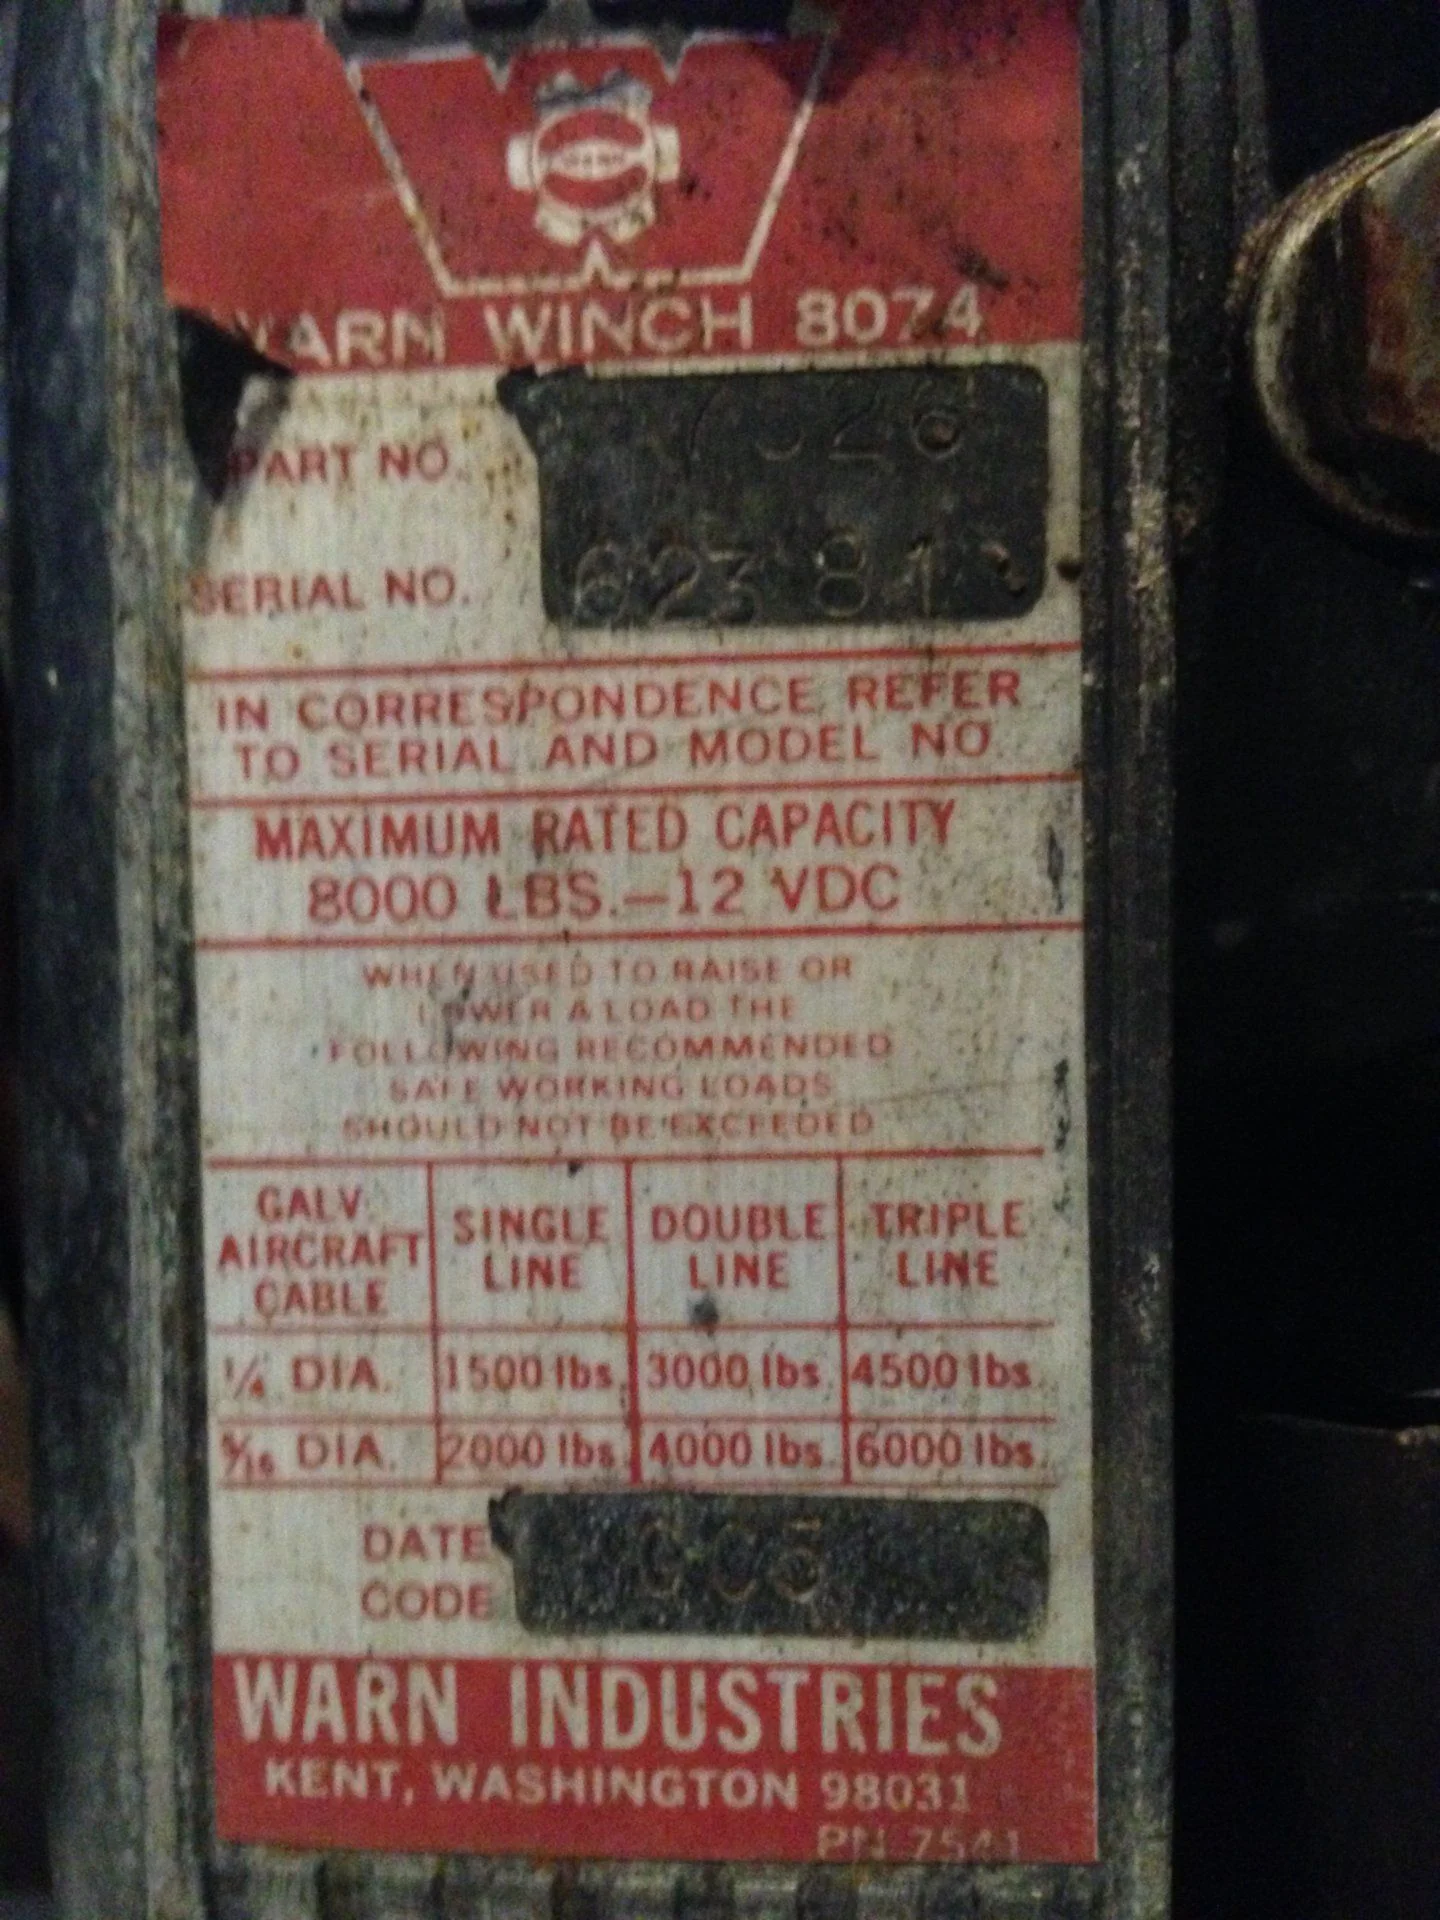 WARN WINCH 8074
PART NO.
SERIAL NO.
IN CORRESPONDENCE REFER
TO SERIAL AND MODEL NO.
MAXIMUM RATED CAPACITY
8000 LBS.—12 VDC
WHEN USED TO RAISE OR
LOWER A LOAD THE
FOLLOWING RECOMMENDED
SAFE WORKING LOADS
SHOULD NOT BE EXCEEDED
GALV. AIRCRAFT CABLE SINGLE LINE DOUBLE LINE TRIPLE LINE
1/4 DIA. 1500 lbs. 3000 lbs. 4500 lbs.
5/16 DIA. 2000 lbs. 4000 lbs. 6000 lbs.
DATE
CODE
WARN INDUSTRIES
KENT, WASHINGTON 98031
PN 7541